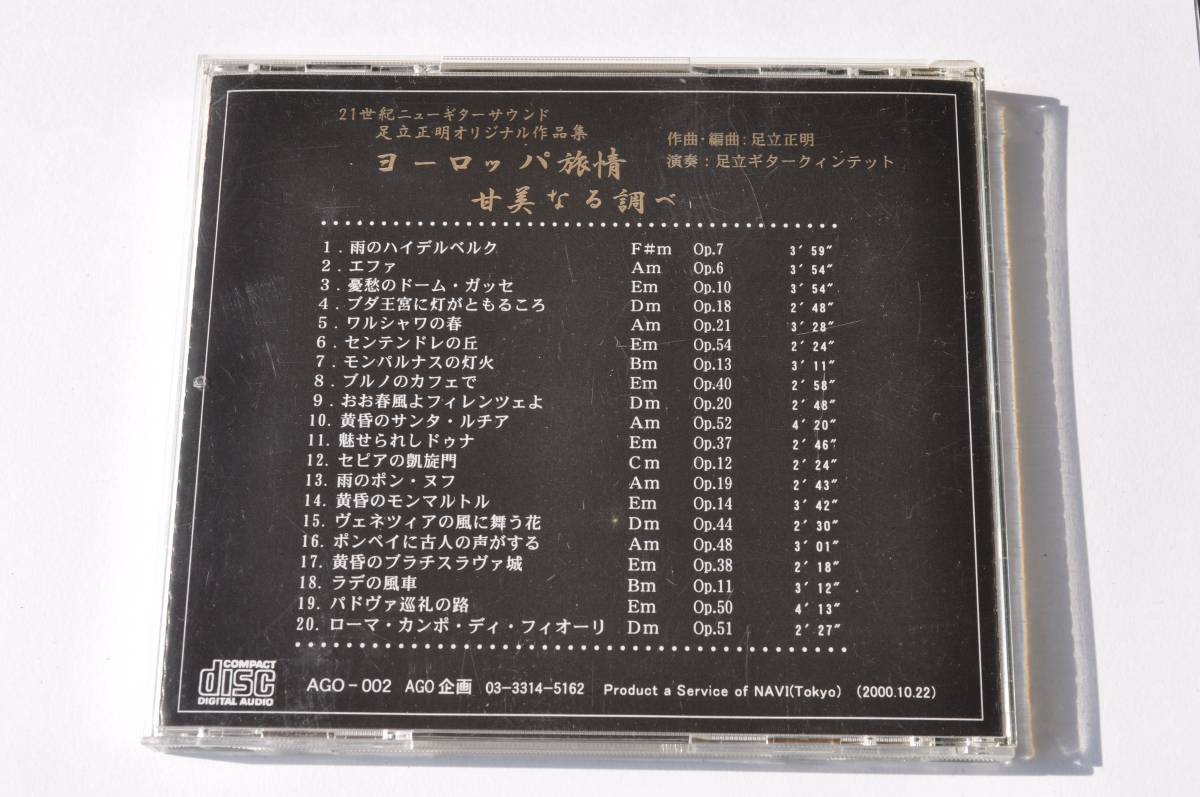 21世紀ニューギターサウンド
足立正明オリジナル作品集
ヨーロッパ旅情
甘美なる調べ
作曲・編曲：足立正明
演奏：足立ギタークィンテット
1．雨のハイデルベルク F#m Op.7 3′59″
2．エファ Am Op.6 3′54″
3．憂愁のドーム・ガッセ Em Op.10 3′54″
4．ブダ王宮に灯がともるころ Dm Op.18 2′48″
5．ワルシャワの春 Am Op.21 3′28″
6．センテンドレの丘 Em Op.54 2′24″
7．モンパルナスの灯火 Bm Op.13 3′11″
8．ブルノのカフェで Em Op.40 2′58″
9．おお春風よフィレンツェよ Dm Op.20 2′48″
10. 黄昏のサンタ・ルチア Am Op.52 4′20″
11. 魅せられしドゥナ Em Op.37 2′46″
12. セピアの凱旋門 Cm Op.12 2′24″
13. 雨のポン・ヌフ Am Op.19 2′43″
14. 黄昏のモンマルトル Em Op.14 3′42″
15. ヴェネツィアの風に舞う花 Dm Op.44 2′30″
16. ポンペイに古人の声がする Am Op.48 3′01″
17. 黄昏のブラチスラヴァ城 Em Op.38 2′18″
18. ラデの風車 Bm Op.11 3′12″
19. パドヴァ巡礼の路 Em Op.50 4′13″
20. ローマ・カンポ・ディ・フィオーリ Dm Op.51 2′27″
COMPACT
disc
DIGITAL AUDIO
AGO-002 AGO企画 03-3314-5162 Product a Service of NAVI(Tokyo) (2000.10.22)